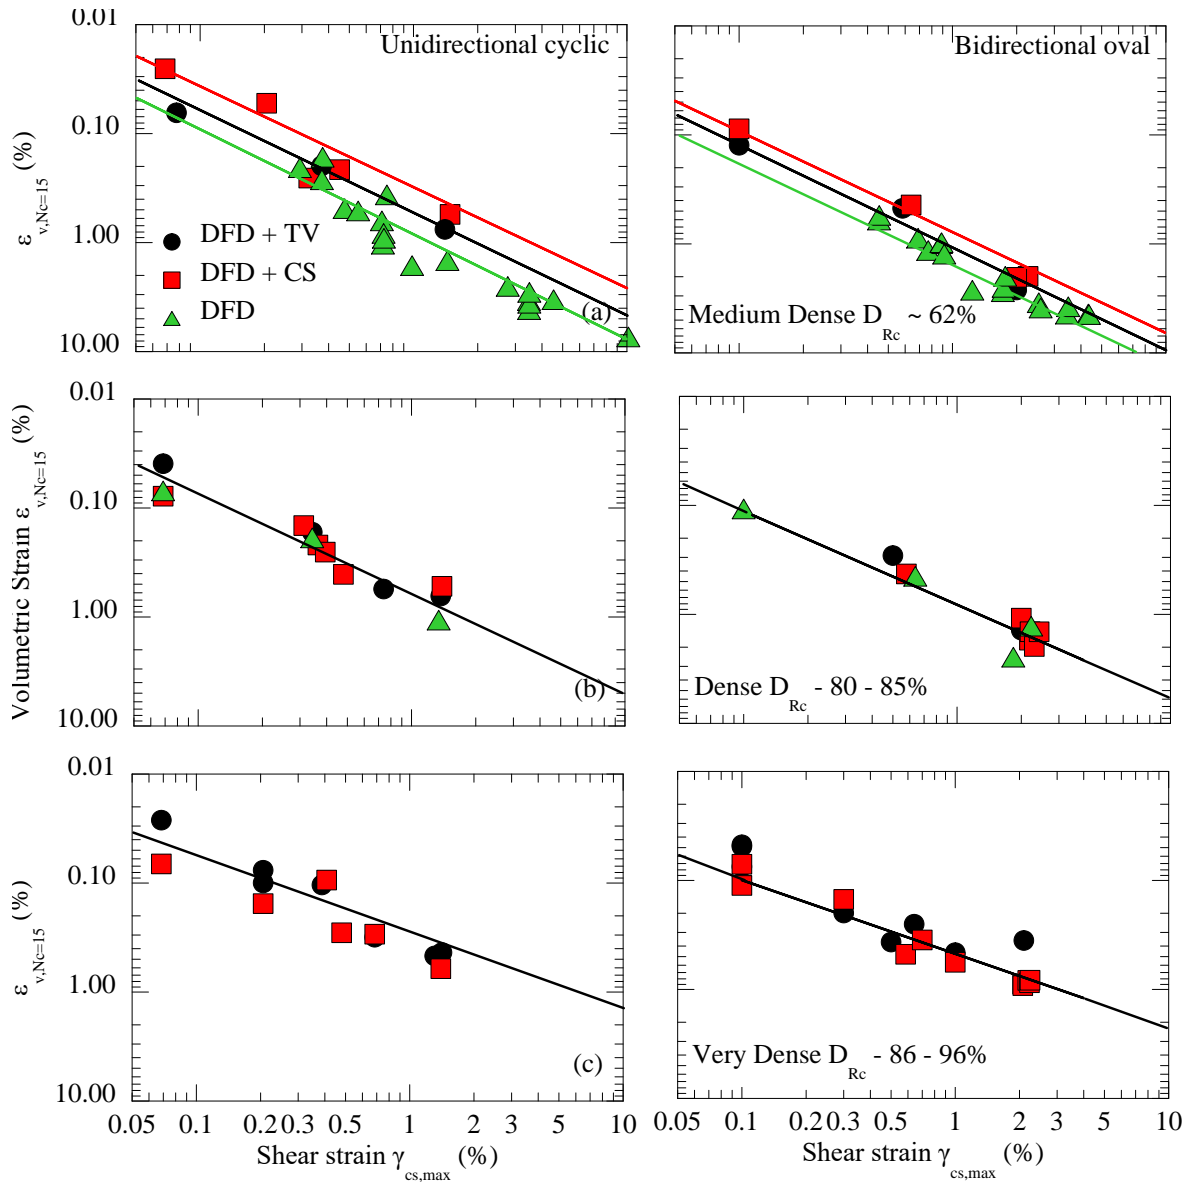 0.01
Unidirectional cyclic
Bidirectional oval
0.10
ε v,Nc=15 (%)
DFD + TV
1.00
DFD + CS
DFD
(a)
Medium Dense D Rc ~ 62%
10.00
0.01
0.10
Volumetric Strain ε v,Nc=15 (%)
1.00
(b)
Dense D Rc - 80 - 85%
10.00
0.01
0.10
ε v,Nc=15 (%)
1.00
(c)
Very Dense D Rc - 86 - 96%
10.00
0.05 0.1 0.2 0.3 0.5 1 2 3 5 10
0.05 0.1 0.2 0.3 0.5 1 2 3 5 10
Shear strain γ cs,max (%)
Shear strain γ cs,max (%)